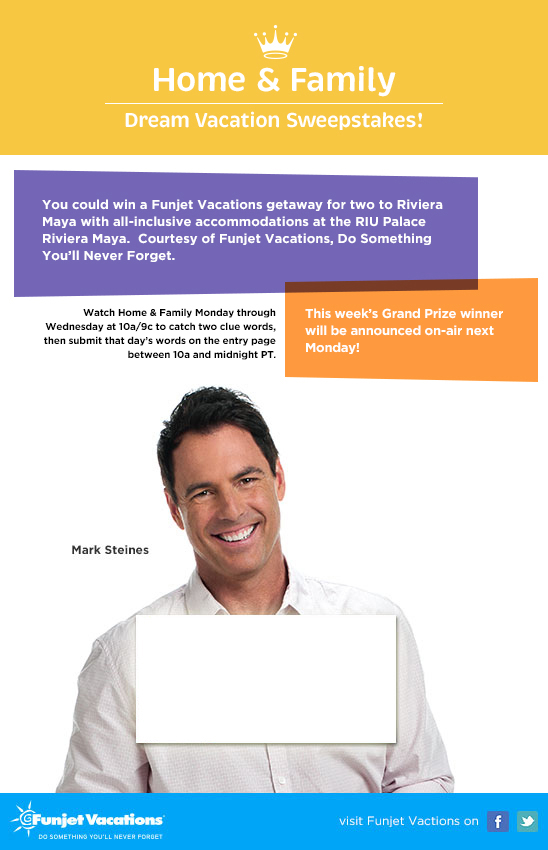 Home & Family
Dream Vacation Sweepstakes!
You could win a Funjet Vacations getaway for two to Riviera
Maya with all-inclusive accommodations at the RIU Palace
Riviera Maya.  Courtesy of Funjet Vacations, Do Something
You'll Never Forget.
Watch Home & Family Monday through
Wednesday at 10a/9c to catch two clue words,
then submit that day's words on the entry page
between 10a and midnight PT.
This week's Grand Prize winner
will be announced on-air next
Monday!
Mark Steines
Funjet Vacations
DO SOMETHING YOU'LL NEVER FORGET
visit Funjet Vactions on
f